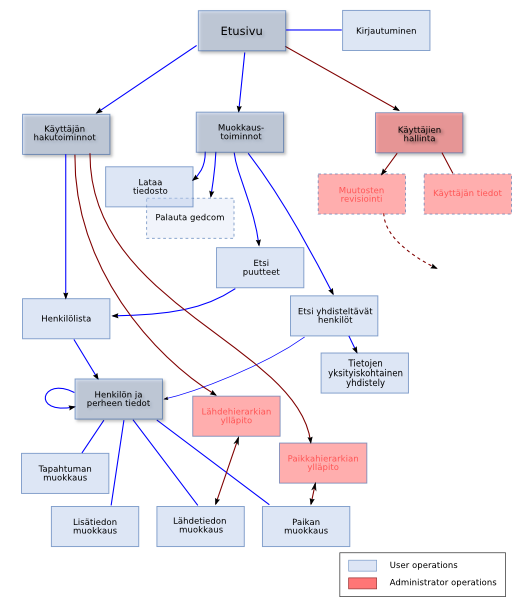 Etusivu
Kirjautuminen
Käyttäjän
hakutoiminnot
Muokkaus-
toiminnot
Käyttäjien
hallinta
Lataa
tiedosto
Palauta gedcom
Muutosten
revisiointi
Käyttäjän tiedot
Etsi
puutteet
Henkilölista
Etsi yhdisteltävät
henkilöt
Tietojen
yksityiskohtainen
yhdistely
Henkilön ja
perheen tiedot
Lähdehierarkian
ylläpito
Paikkahierarkian
ylläpito
Tapahtuman
muokkaus
Lisätiedon
muokkaus
Lähdetiedon
muokkaus
Paikan
muokkaus
User operations
Administrator operations